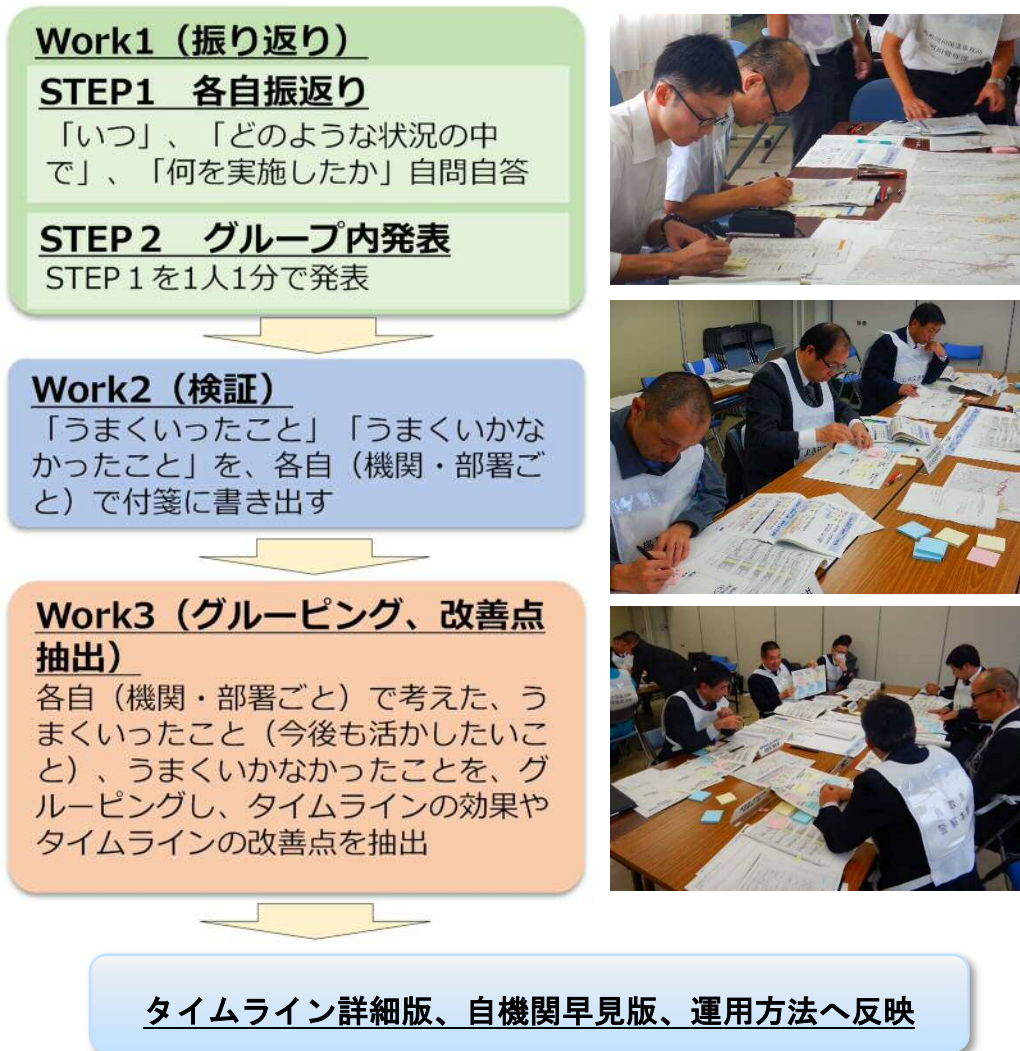 Work1（振り返り）
STEP1　各自振返り
「いつ」、「どのような状況の中
で」、「何を実施したか」自問自答
STEP２　グループ内発表
STEP１を1人1分で発表
Work2（検証）
「うまくいったこと」「うまくいかな
かったこと」を、各自（機関・部署ご
と）で付箋に書き出す
Work3（グルーピング、改善点
抽出）
各自（機関・部署ごと）で考えた、う
まくいったこと（今後も活かしたいこ
と）、うまくいかなかったことを、グ
ルーピングし、タイムラインの効果や
タイムラインの改善点を抽出
タイムライン詳細版、自機関早見版、運用方法へ反映